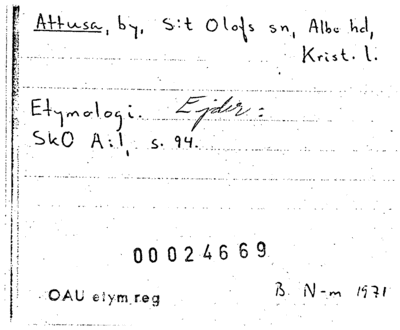 Attusa, by, S:t Olofs sn, Albo hd,
Krist. l.
Etymologi. Ejder:
SkO A:1, s. 94.
00024669
OAU etym.reg B. N-m 1971